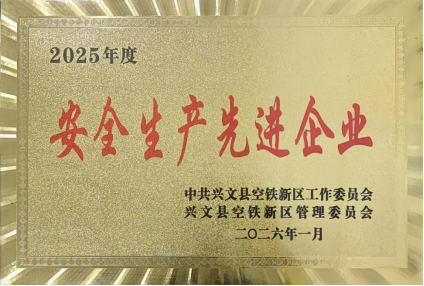 2025年度
安全生产先进企业
中共兴文县空铁新区工作委员会
兴文县空铁新区管理委员会
二〇二六年一月